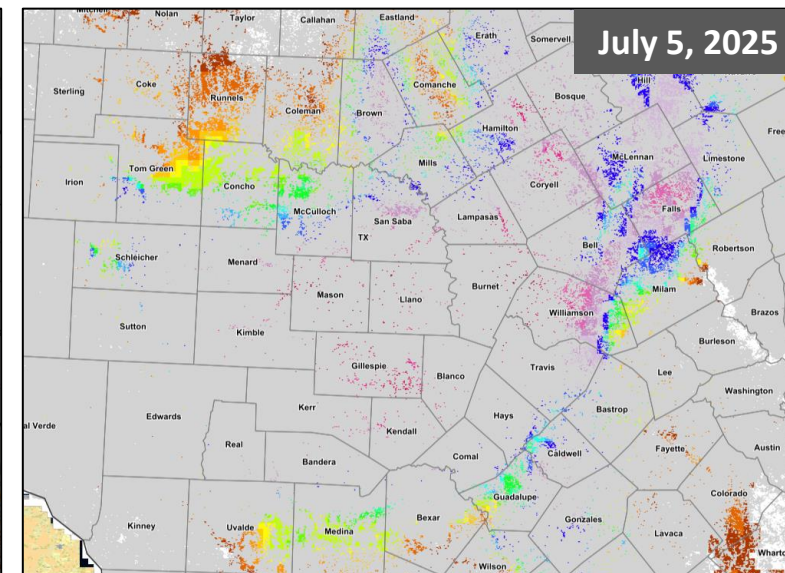 July 5, 2025
Nolan
Taylor
Callahan
Eastland
Erath
Somervell
Sterling
Coke
Runnels
Coleman
Brown
Comanche
Bosque
Hill
Hamilton
McLennan
Limestone
Free
Irion
Tom Green
Concho
McCulloch
Mills
Coryell
Falls
San Saba
Lampasas
TX
Bell
Robertson
Schleicher
Menard
Mason
Llano
Burnet
Williamson
Milam
Brazos
Sutton
Kimble
Burleson
Gillespie
Blanco
Travis
Lee
Washington
al Verde
Edwards
Kerr
Kendall
Hays
Bastrop
Real
Bandera
Comal
Caldwell
Fayette
Austin
Kinney
Uvalde
Medina
Bexar
Guadalupe
Gonzales
Lavaca
Colorado
Wharto
Wilson